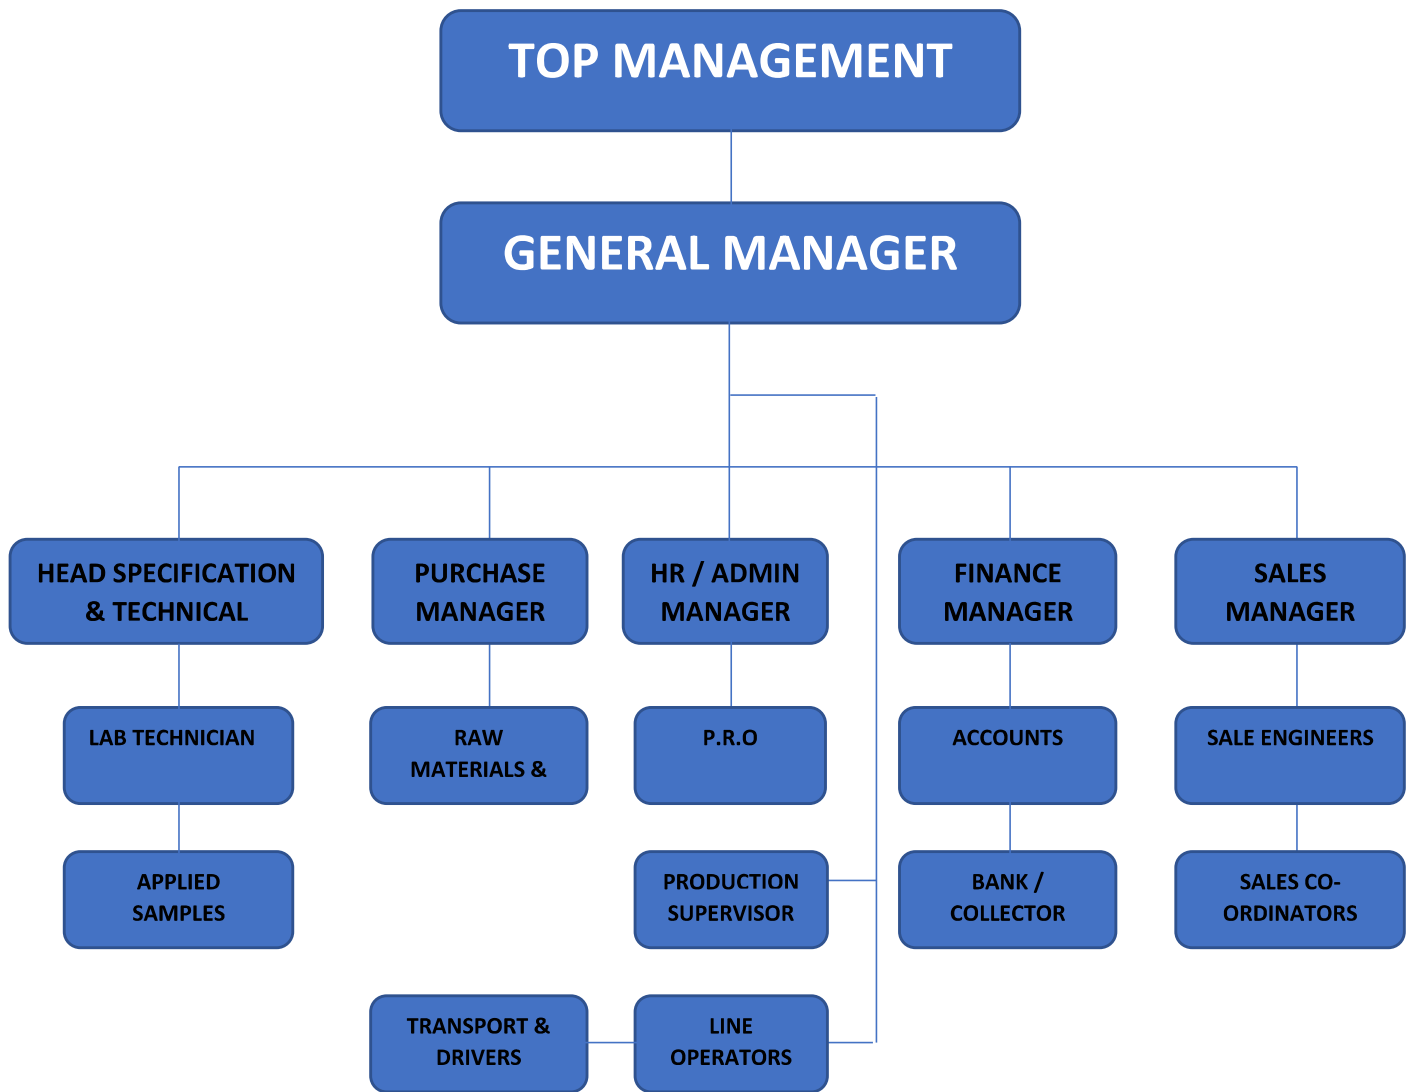 TOP MANAGEMENT
GENERAL MANAGER
HEAD SPECIFICATION
& TECHNICAL
PURCHASE
MANAGER
HR / ADMIN
MANAGER
FINANCE
MANAGER
SALES
MANAGER
LAB TECHNICIAN
RAW
MATERIALS &
P.R.O
ACCOUNTS
SALE ENGINEERS
APPLIED
SAMPLES
PRODUCTION
SUPERVISOR
BANK /
COLLECTOR
SALES CO-
ORDINATORS
TRANSPORT &
DRIVERS
LINE
OPERATORS